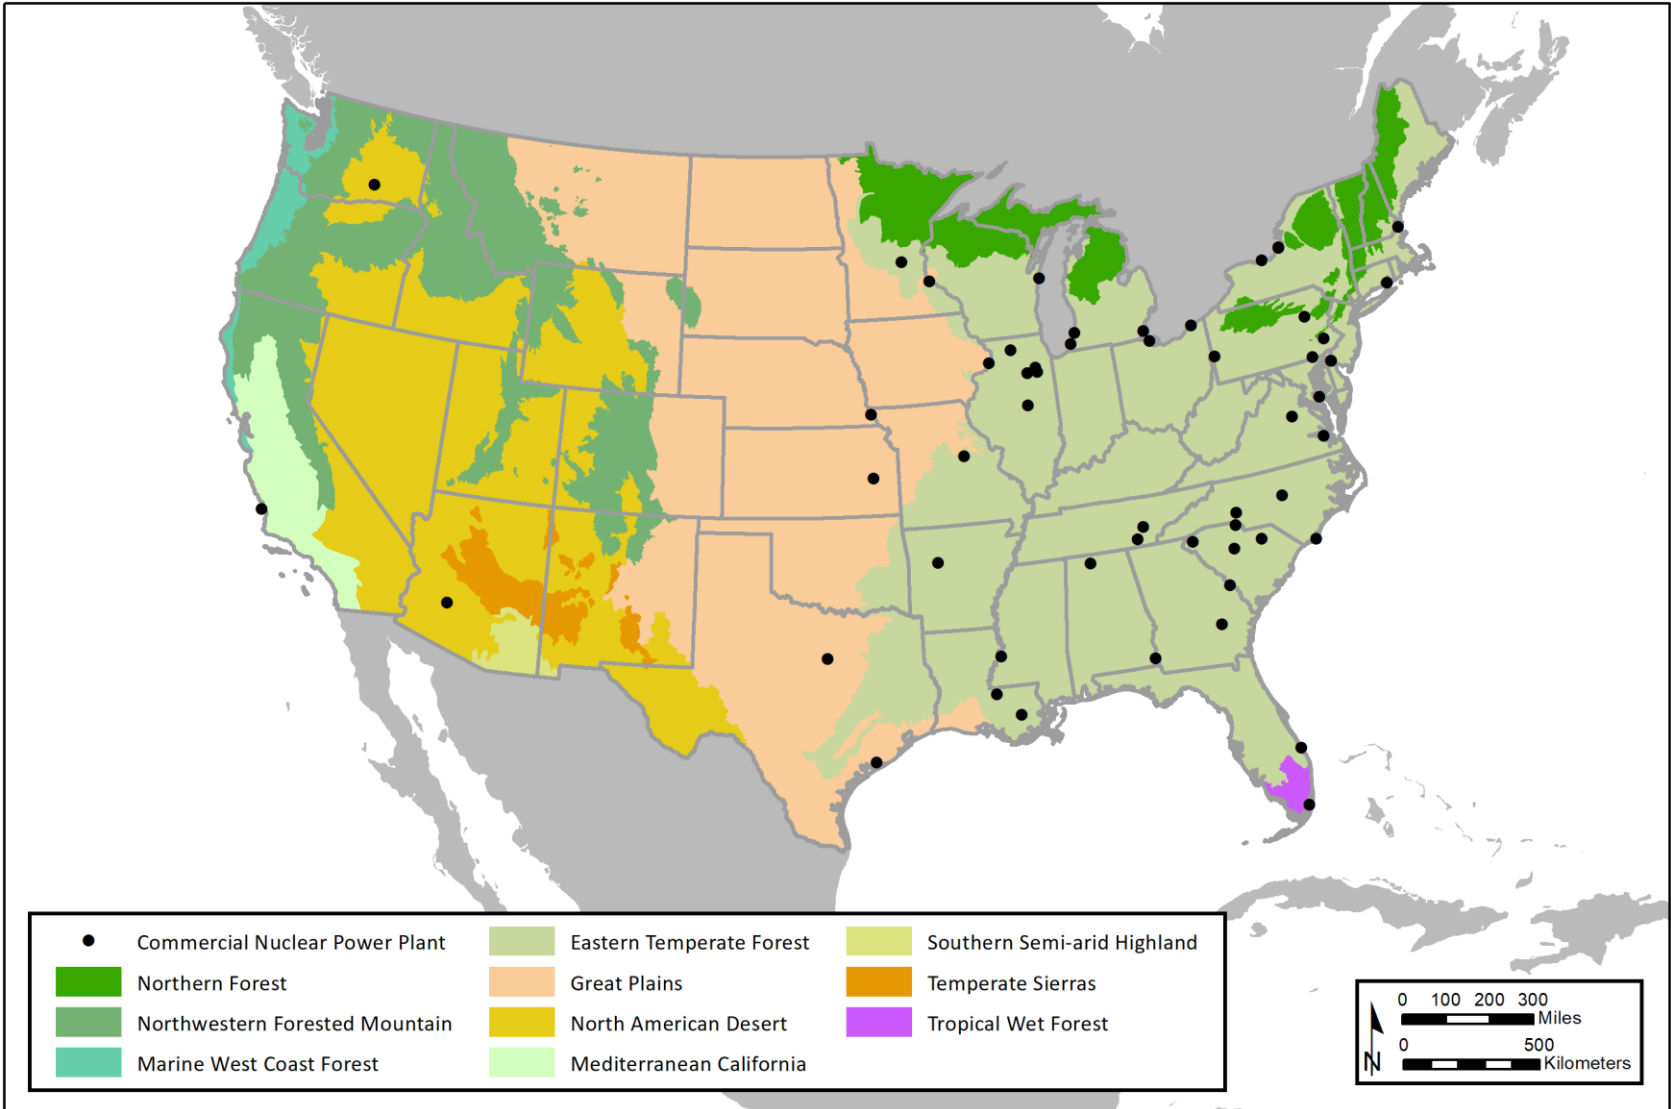 Commercial Nuclear Power Plant
Northern Forest
Northwestern Forested Mountain
Marine West Coast Forest
Eastern Temperate Forest
Great Plains
North American Desert
Mediterranean California
Southern Semi-arid Highland
Temperate Sierras
Tropical Wet Forest
N
0 100 200 300
Miles
0 500
Kilometers